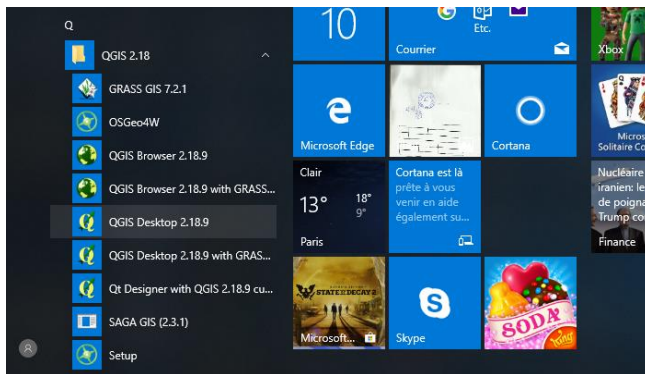 Q
QGIS 2.18
GRASS GIS 7.2.1
OSGeo4W
QGIS Browser 2.18.9
QGIS Browser 2.18.9 with GRASS...
QGIS Desktop 2.18.9
QGIS Desktop 2.18.9 with GRAS...
Qt Designer with QGIS 2.18.9 cu...
SAGA GIS (2.3.1)
Setup
10
Etc.
Courrier
Xbox
Microsoft Edge
Cortana
Micros
Solitaire Co
Clair
13°
18°
9°
Paris
Cortana est là
prête à vous
venir en aide
également su...
Nucléaire
iranien: le
de poigna
Trump co
Finance
STATE OF DECAY 2
Microsoft...
Skype
SODA
King